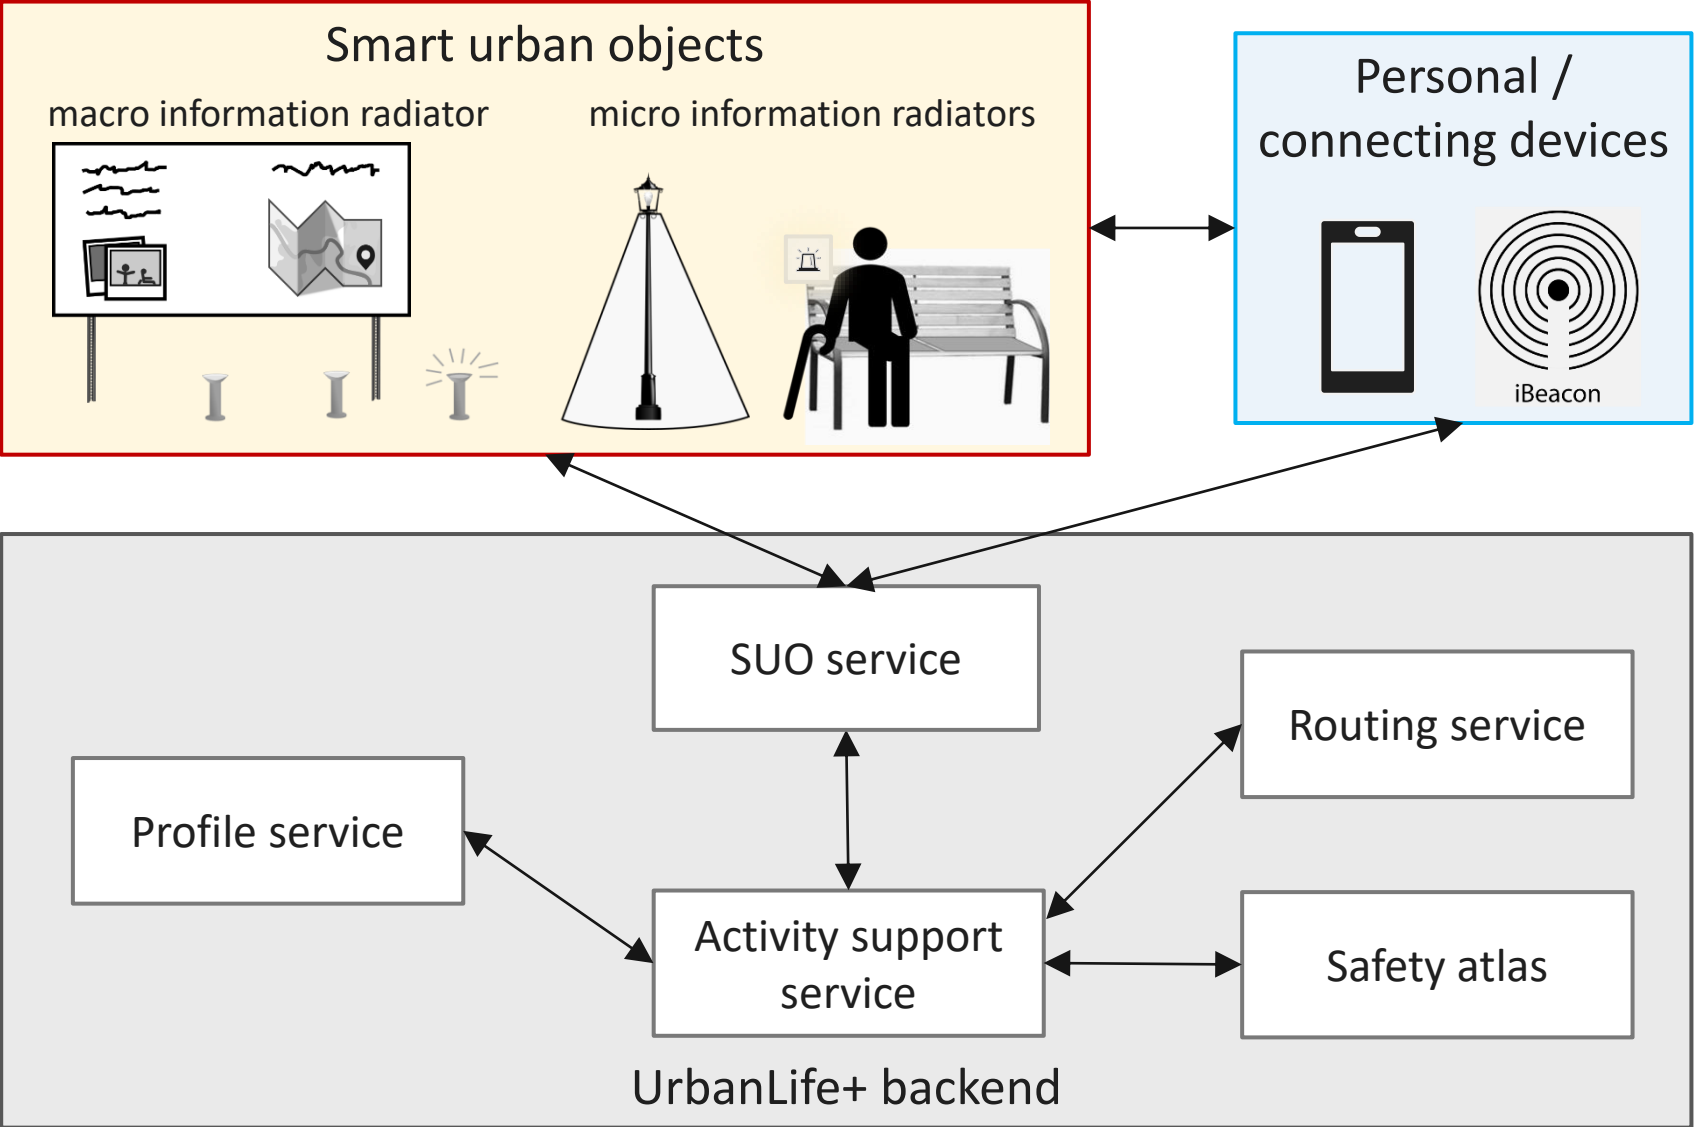 Smart urban objects
macro information radiator
micro information radiators
Personal /
connecting devices
iBeacon
SUO service
Routing service
Profile service
Activity support
service
Safety atlas
UrbanLife+ backend